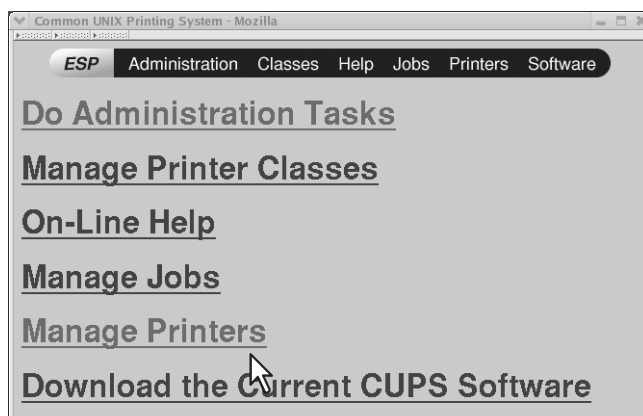 Common UNIX Printing System - Mozilla
ESP Administration Classes Help Jobs Printers Software
Do Administration Tasks
Manage Printer Classes
On-Line Help
Manage Jobs
Manage Printers
Download the Current CUPS Software